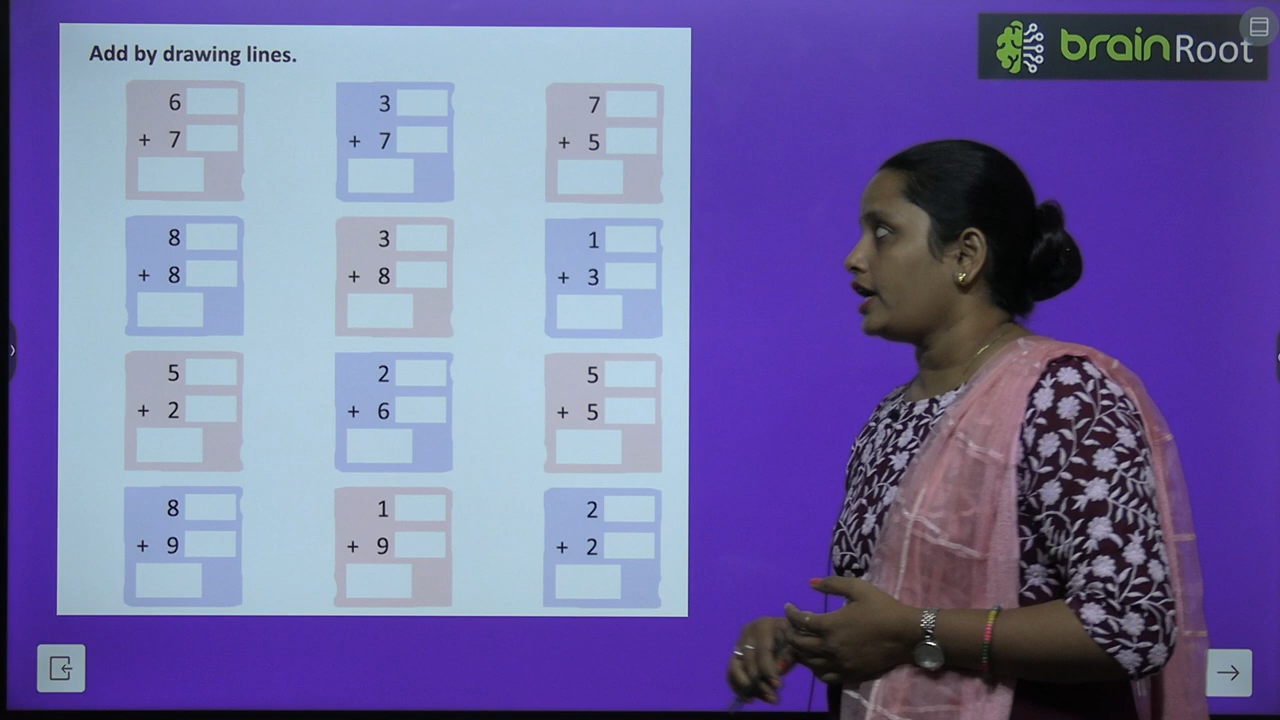 Add by drawing lines.
brainRoot
6 3 7
+ 7 + 7 + 5
8 3 1
+ 8 + 8 + 3
5 2 5
+ 2 + 6 + 5
8 1 2
+ 9 + 9 + 2